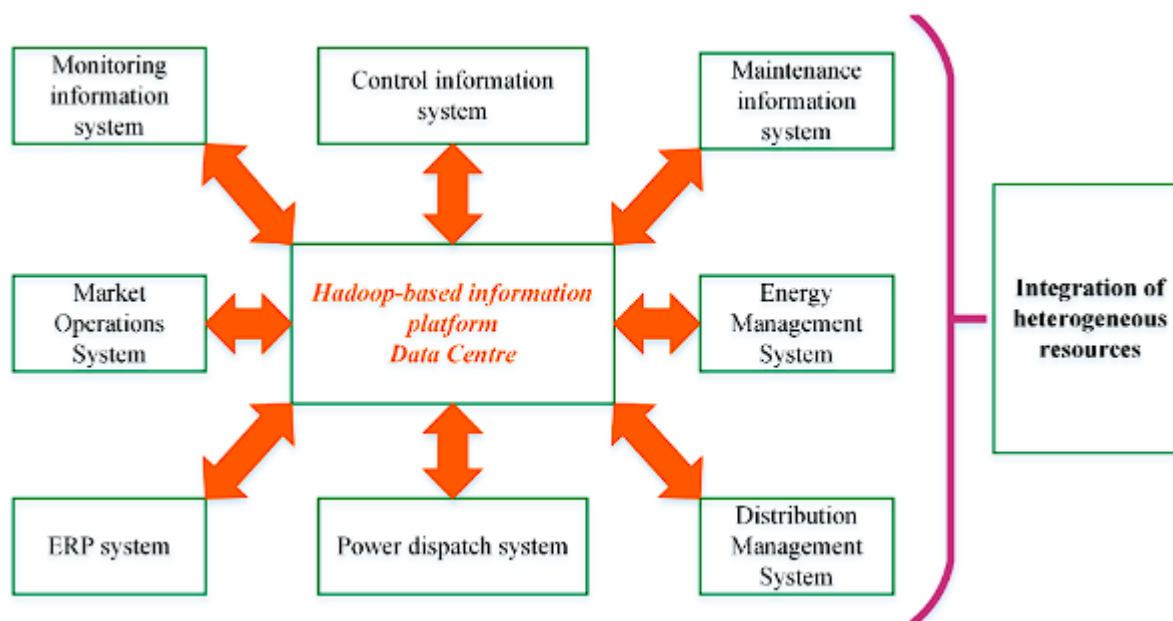 Monitoring
information
system
Control information
system
Maintenance
information
system
Market
Operations
System
Hadoop-based information
platform
Data Centre
Energy
Management
System
Integration of
heterogeneous
resources
ERP system
Power dispatch system
Distribution
Management
System